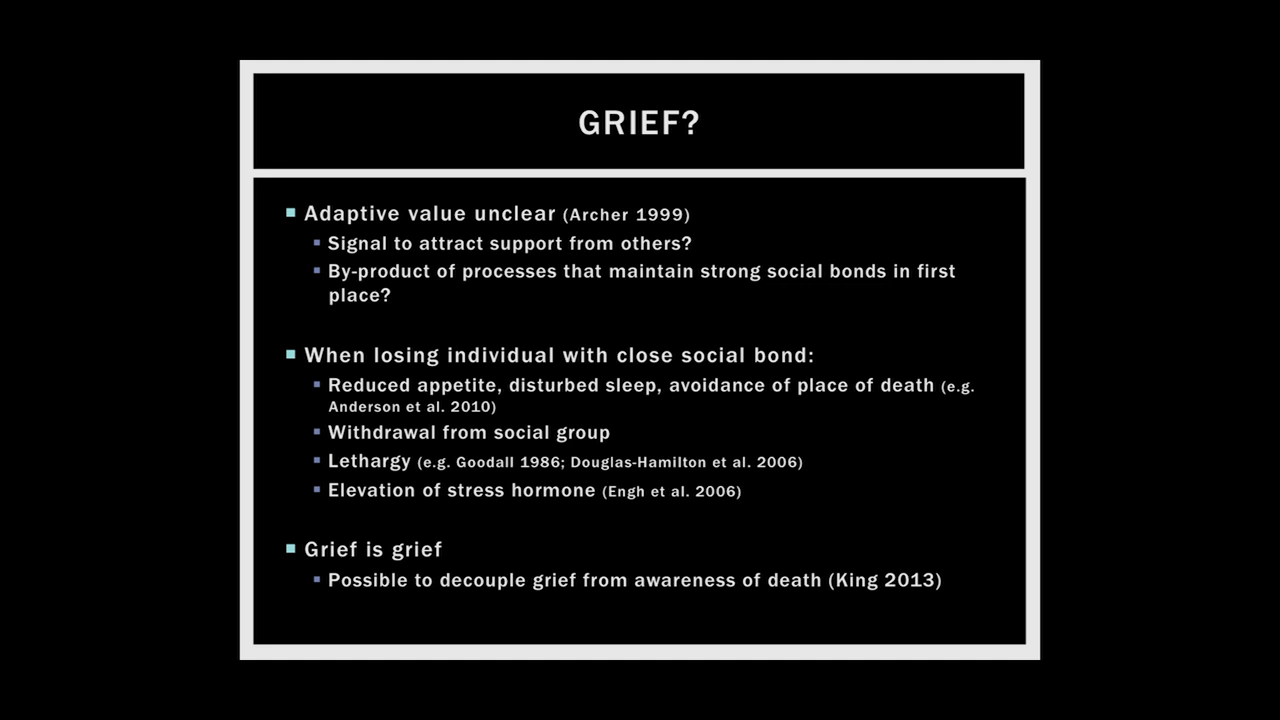 GRIEF?
Adaptive value unclear (Archer 1999)
Signal to attract support from others?
By-product of processes that maintain strong social bonds in first
place?
When losing individual with close social bond:
Reduced appetite, disturbed sleep, avoidance of place of death (e.g.
Anderson et al. 2010)
Withdrawal from social group
Lethargy (e.g. Goodall 1986; Douglas-Hamilton et al. 2006)
Elevation of stress hormone (Engh et al. 2006)
Grief is grief
Possible to decouple grief from awareness of death (King 2013)